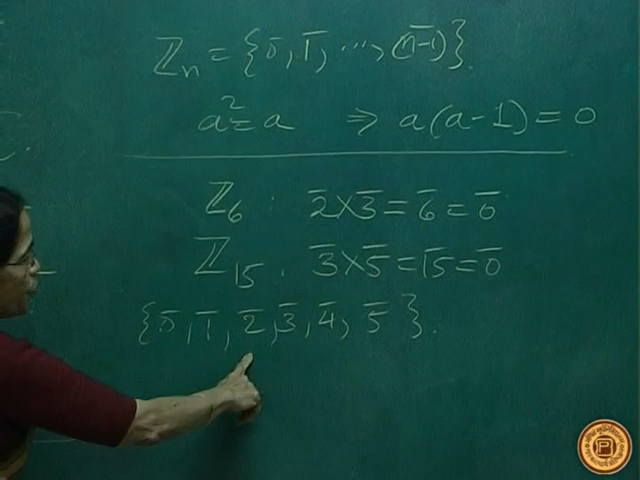 ℤₙ = {0̄, 1̄, ..., (n-1)̄}.
a² = a ⇒ a(a-1) = 0
ℤ₆ : 2̄ × 3̄ = 6̄ = 0̄
ℤ₁₅ . 3̄ × 5̄ = 1̄5̄ = 0̄
{0̄, 1̄, 2̄, 3̄, 4̄, 5̄}.